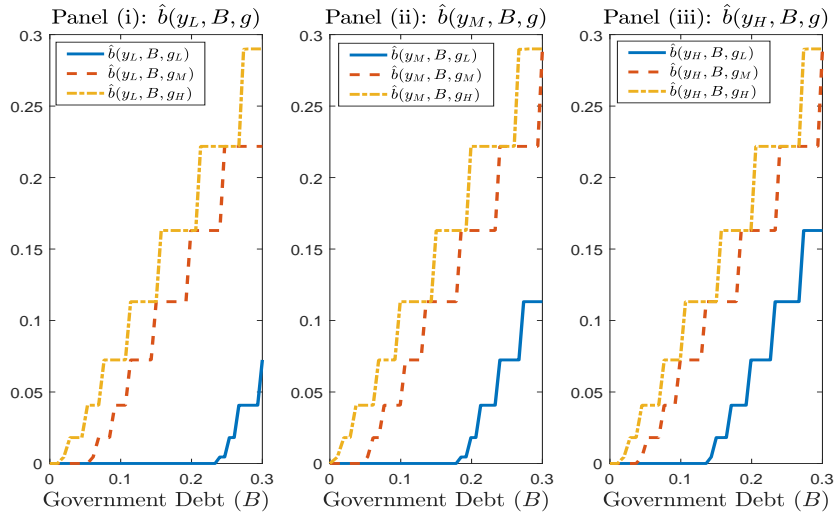 Panel (i): b̂(y_L, B, g)
0.3
0.25
0.2
0.15
0.1
0.05
0
b̂(y_L, B, g_L)
b̂(y_L, B, g_M)
b̂(y_L, B, g_H)
0 0.1 0.2 0.3
Government Debt (B)
Panel (ii): b̂(y_M, B, g)
0.3
0.25
0.2
0.15
0.1
0.05
0
b̂(y_M, B, g_L)
b̂(y_M, B, g_M)
b̂(y_M, B, g_H)
0 0.1 0.2 0.3
Government Debt (B)
Panel (iii): b̂(y_H, B, g)
0.3
0.25
0.2
0.15
0.1
0.05
0
b̂(y_H, B, g_L)
b̂(y_H, B, g_M)
b̂(y_H, B, g_H)
0 0.1 0.2 0.3
Government Debt (B)